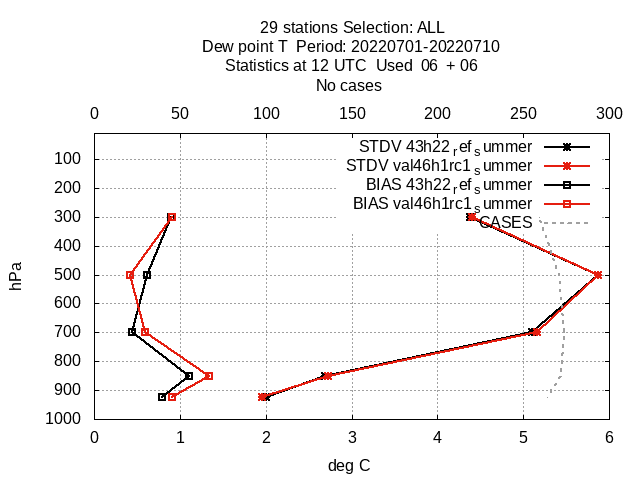 29 stations Selection: ALL
Dew point T  Period: 20220701-20220710
Statistics at 12 UTC  Used  06  + 06
No cases
0 50 100 150 200 250 300
STDV 43h22ref_summer
STDV val46h1rc1_summer
BIAS 43h22ref_summer
BIAS val46h1rc1_summer
CASES
100
200
300
400
500
600
700
800
900
1000
hPa
0 1 2 3 4 5 6
deg C